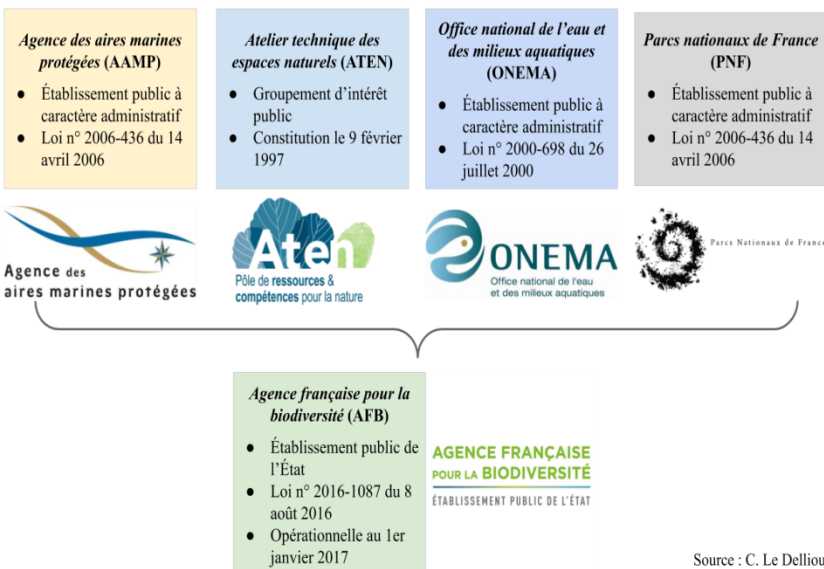 Agence des aires marines
protégées (AAMP)
● Établissement public à
caractère administratif
● Loi n° 2006-436 du 14
avril 2006
Atelier technique des
espaces naturels (ATEN)
● Groupement d'intérêt
public
● Constitution le 9 février
1997
Office national de l'eau et
des milieux aquatiques
(ONEMA)
● Établissement public à
caractère administratif
● Loi n° 2000-698 du 26
juillet 2000
Parcs nationaux de France
(PNF)
● Établissement public à
caractère administratif
● Loi n° 2006-436 du 14
avril 2006
Agence des
aires marines protégées
Aten
Pôle de ressources &
compétences pour la nature
ONEMA
Office national de l'eau
et des milieux aquatiques
Parcs Nationaux de France
Agence française pour la
biodiversité (AFB)
● Établissement public de
l'État
● Loi n° 2016-1087 du 8
août 2016
● Opérationnelle au 1er
janvier 2017
AGENCE FRANÇAISE
POUR LA BIODIVERSITÉ
ÉTABLISSEMENT PUBLIC DE L'ÉTAT
Source : C. Le Delliou